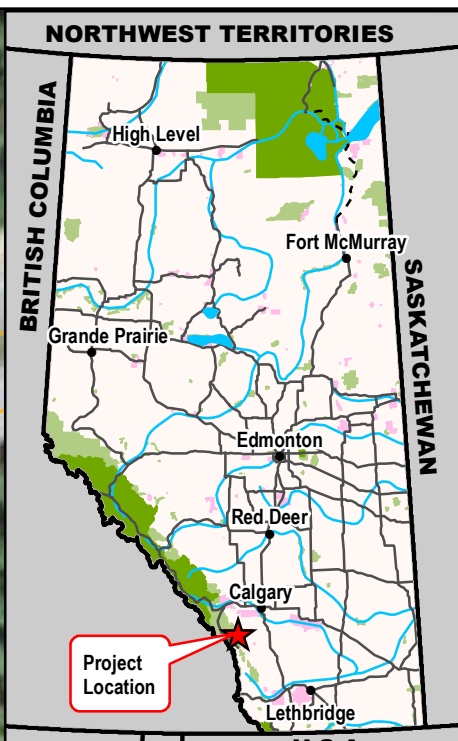 NORTHWEST TERRITORIES
BRITISH COLUMBIA
High Level
Fort McMurray
SASKATCHEWAN
Grande Prairie
Edmonton
Red Deer
Calgary
Project
Location
Lethbridge